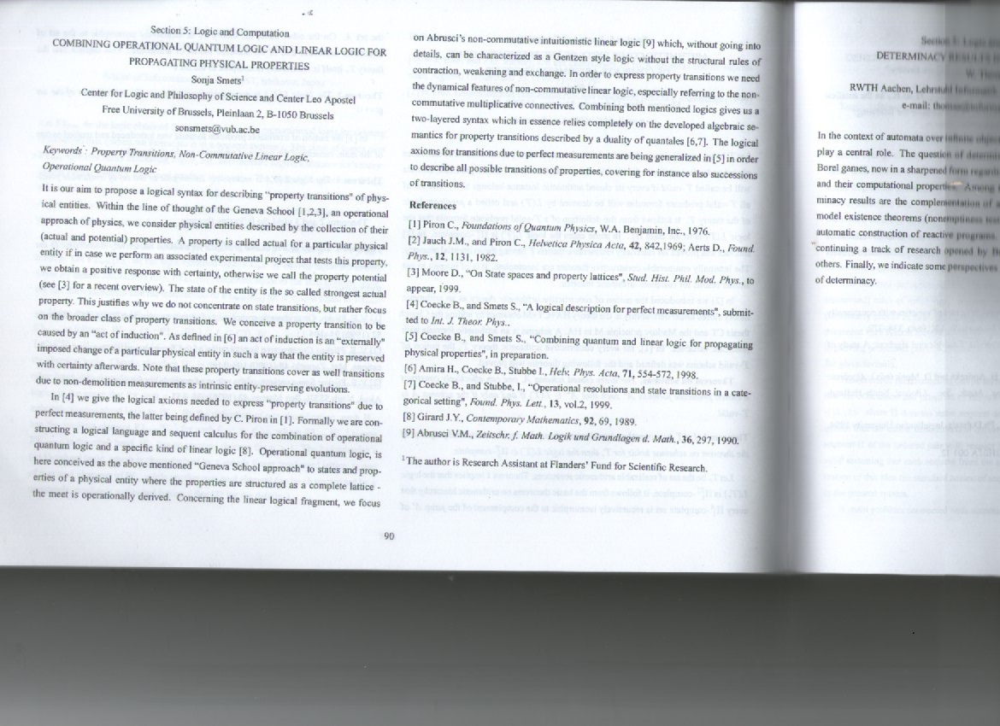 Section 5: Logic and Computation
COMBINING OPERATIONAL QUANTUM LOGIC AND LINEAR LOGIC FOR
PROPAGATING PHYSICAL PROPERTIES
Sonja Smets¹
Center for Logic and Philosophy of Science and Center Leo Apostel
Free University of Brussels, Pleinlaan 2, B-1050 Brussels
sonsmets@vub.ac.be
Keywords : Property Transitions, Non-Commutative Linear Logic,
Operational Quantum Logic
It is our aim to propose a logical syntax for describing "property transitions" of phys-
ical entities. Within the line of thought of the Geneva School [1,2,3], an operational
approach of physics, we consider physical entities described by the collection of their
(actual and potential) properties. A property is called actual for a particular physical
entity if in case we perform an associated experimental project that tests this property,
we obtain a positive response with certainty, otherwise we call the property potential
(see [3] for a recent overview). The state of the entity is the so called strongest actual
property. This justifies why we do not concentrate on state transitions, but rather focus
on the broader class of property transitions. We conceive a property transition to be
caused by an "act of induction". As defined in [6] an act of induction is an "externally"
imposed change of a particular physical entity in such a way that the entity is preserved
with certainty afterwards. Note that these property transitions cover as well transitions
due to non-demolition measurements as intrinsic entity-preserving evolutions.
In [4] we give the logical axioms needed to express "property transitions" due to
perfect measurements, the latter being defined by C. Piron in [1]. Formally we are con-
structing a logical language and sequent calculus for the combination of operational
quantum logic and a specific kind of linear logic [8]. Operational quantum logic, is
here conceived as the above mentioned "Geneva School approach" to states and prop-
erties of a physical entity where the properties are structured as a complete lattice -
the meet is operationally derived. Concerning the linear logical fragment, we focus
on Abrusci's non-commutative intuitionistic linear logic [9] which, without going into
details, can be characterized as a Gentzen style logic without the structural rules of
contraction, weakening and exchange. In order to express property transitions we need
the dynamical features of non-commutative linear logic, especially referring to the non-
commutative multiplicative connectives. Combining both mentioned logics gives us a
two-layered syntax which in essence relies completely on the developed algebraic se-
mantics for property transitions described by a duality of quantales [6,7]. The logical
axioms for transitions due to perfect measurements are being generalized in [5] in order
to describe all possible transitions of properties, covering for instance also successions
of transitions.
References
[1] Piron C., Foundations of Quantum Physics, W.A. Benjamin, Inc., 1976.
[2] Jauch J.M., and Piron C., Helvetica Physica Acta, 42, 842,1969; Aerts D., Found.
Phys., 12, 1131, 1982.
[3] Moore D., "On State spaces and property lattices", Stud. Hist. Phil. Mod. Phys., to
appear, 1999.
[4] Coecke B., and Smets S., "A logical description for perfect measurements", submit-
ted to Int. J. Theor. Phys..
[5] Coecke B., and Smets S., "Combining quantum and linear logic for propagating
physical properties", in preparation.
[6] Amira H., Coecke B., Stubbe I., Helv. Phys. Acta, 71, 554-572, 1998.
[7] Coecke B., and Stubbe, I., "Operational resolutions and state transitions in a cate-
gorical setting", Found. Phys. Lett., 13, vol.2, 1999.
[8] Girard J.Y., Contemporary Mathematics, 92, 69, 1989.
[9] Abrusci V.M., Zeitschr. f. Math. Logik und Grundlagen d. Math., 36, 297, 1990.
¹The author is Research Assistant at Flanders' Fund for Scientific Research.
90
Section
DETERMINACY RESULTS
RWTH Aachen, Lehrstuhl
e-mail:
In the context of automata over infinite
play a central role. The question of
Borel games, now in a sharpened form
and their computational properties. Among
minacy results are the complementation of
model existence theorems (nonemptiness
automatic construction of reactive programs.
continuing a track of research opened by
others. Finally, we indicate some perspectives
of determinacy.